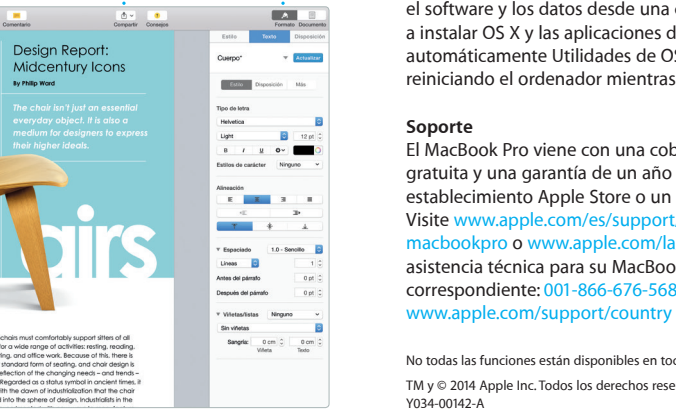 Comentario
Compartir
Consejos
Formato Documento
Estilo Texto Disposición
Cuerpo* Actualizar
Estilo Disposición Más
Tipo de letra
Helvetica
Light 12 pt
B I U
Estilos de carácter Ninguno
Alineación
Espaciado 1.0 - Sencillo
Líneas 1
Antes del párrafo 0 pt
Después del párrafo 0 pt
Viñetas/listas Ninguno
Sin viñetas
Sangría: 0 cm 0 cm
Viñeta Texto
Design Report:
Midcentury Icons
By Philip Ward
The chair isn't just an essential
everyday object. It is also a
medium for designers to express
their higher ideals.
airs
chairs must comfortably support sitters of all
for a wide range of activities: resting, reading,
ting, and office work. Because of this, there is
standard form of seating, and chair design is
eflection of the changing needs – and trends –
Regarded as a status symbol in ancient times, it
ith the dawn of industrialization that the chair
d into the sphere of design. Industrialists in the
el software y los datos desde una
a instalar OS X y las aplicaciones d
automáticamente Utilidades de OS
reiniciando el ordenador mientras
Soporte
El MacBook Pro viene con una cob
gratuita y una garantía de un año
establecimiento Apple Store o un
Visite www.apple.com/es/support/
macbookpro o www.apple.com/la
asistencia técnica para su MacBoo
correspondiente: 001-866-676-568
www.apple.com/support/country
No todas las funciones están disponibles en tod
TM y © 2014 Apple Inc. Todos los derechos rese
Y034-00142-A